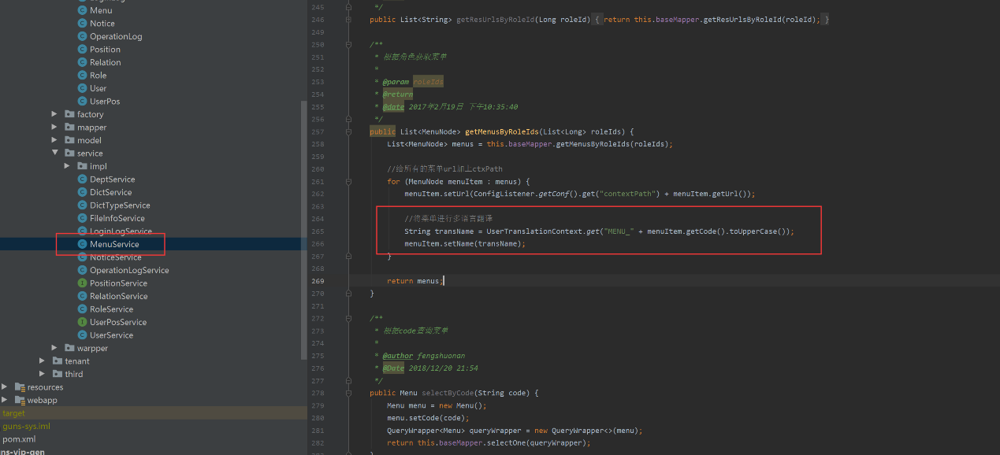 Menu
Notice
OperationLog
Position
Relation
Role
User
UserPos
factory
mapper
model
service
impl
DeptService
DictService
DictTypeService
FileInfoService
LoginLogService
MenuService
NoticeService
OperationLogService
PositionService
RelationService
RoleService
UserPosService
UserService
warpper
tenant
third
resources
webapp
target
guns-sys.iml
pom.xml
ns-vip-gen
245 */
246 public List<String> getResUrlsByRoleId(Long roleId) { return this.baseMapper.getResUrlsByRoleId(roleId); }
249
250 /**
251 * 根据角色获取菜单
252 *
253 * @param roleIds
254 * @return
255 * @date 2017年2月19日 下午10:35:40
256 */
257 public List<MenuNode> getMenusByRoleIds(List<Long> roleIds) {
258 List<MenuNode> menus = this.baseMapper.getMenusByRoleIds(roleIds);
259
260 //给所有的菜单url加上ctxPath
261 for (MenuNode menuItem : menus) {
262 menuItem.setUrl(ConfigListener.getConf().get("contextPath") + menuItem.getUrl());
263
264 //将菜单进行多语言翻译
265 String transName = UserTranslationContext.get("MENU_" + menuItem.getCode().toUpperCase());
266 menuItem.setName(transName);
267 }
268
269 return menus;
270 }
271
272 /**
273 * 根据code查询菜单
274 *
275 * @author fengshuonan
276 * @Date 2018/12/20 21:54
277 */
278 public Menu selectByCode(String code) {
279 Menu menu = new Menu();
280 menu.setCode(code);
281 QueryWrapper<Menu> queryWrapper = new QueryWrapper<>(menu);
282 return this.baseMapper.selectOne(queryWrapper);